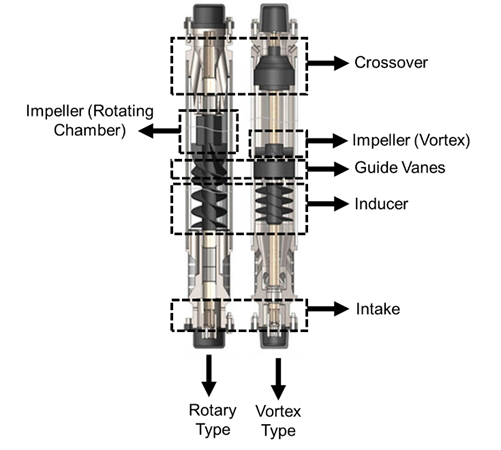 Crossover
Impeller (Rotating
Chamber)
Impeller (Vortex)
Guide Vanes
Inducer
Intake
Rotary
Type
Vortex
Type